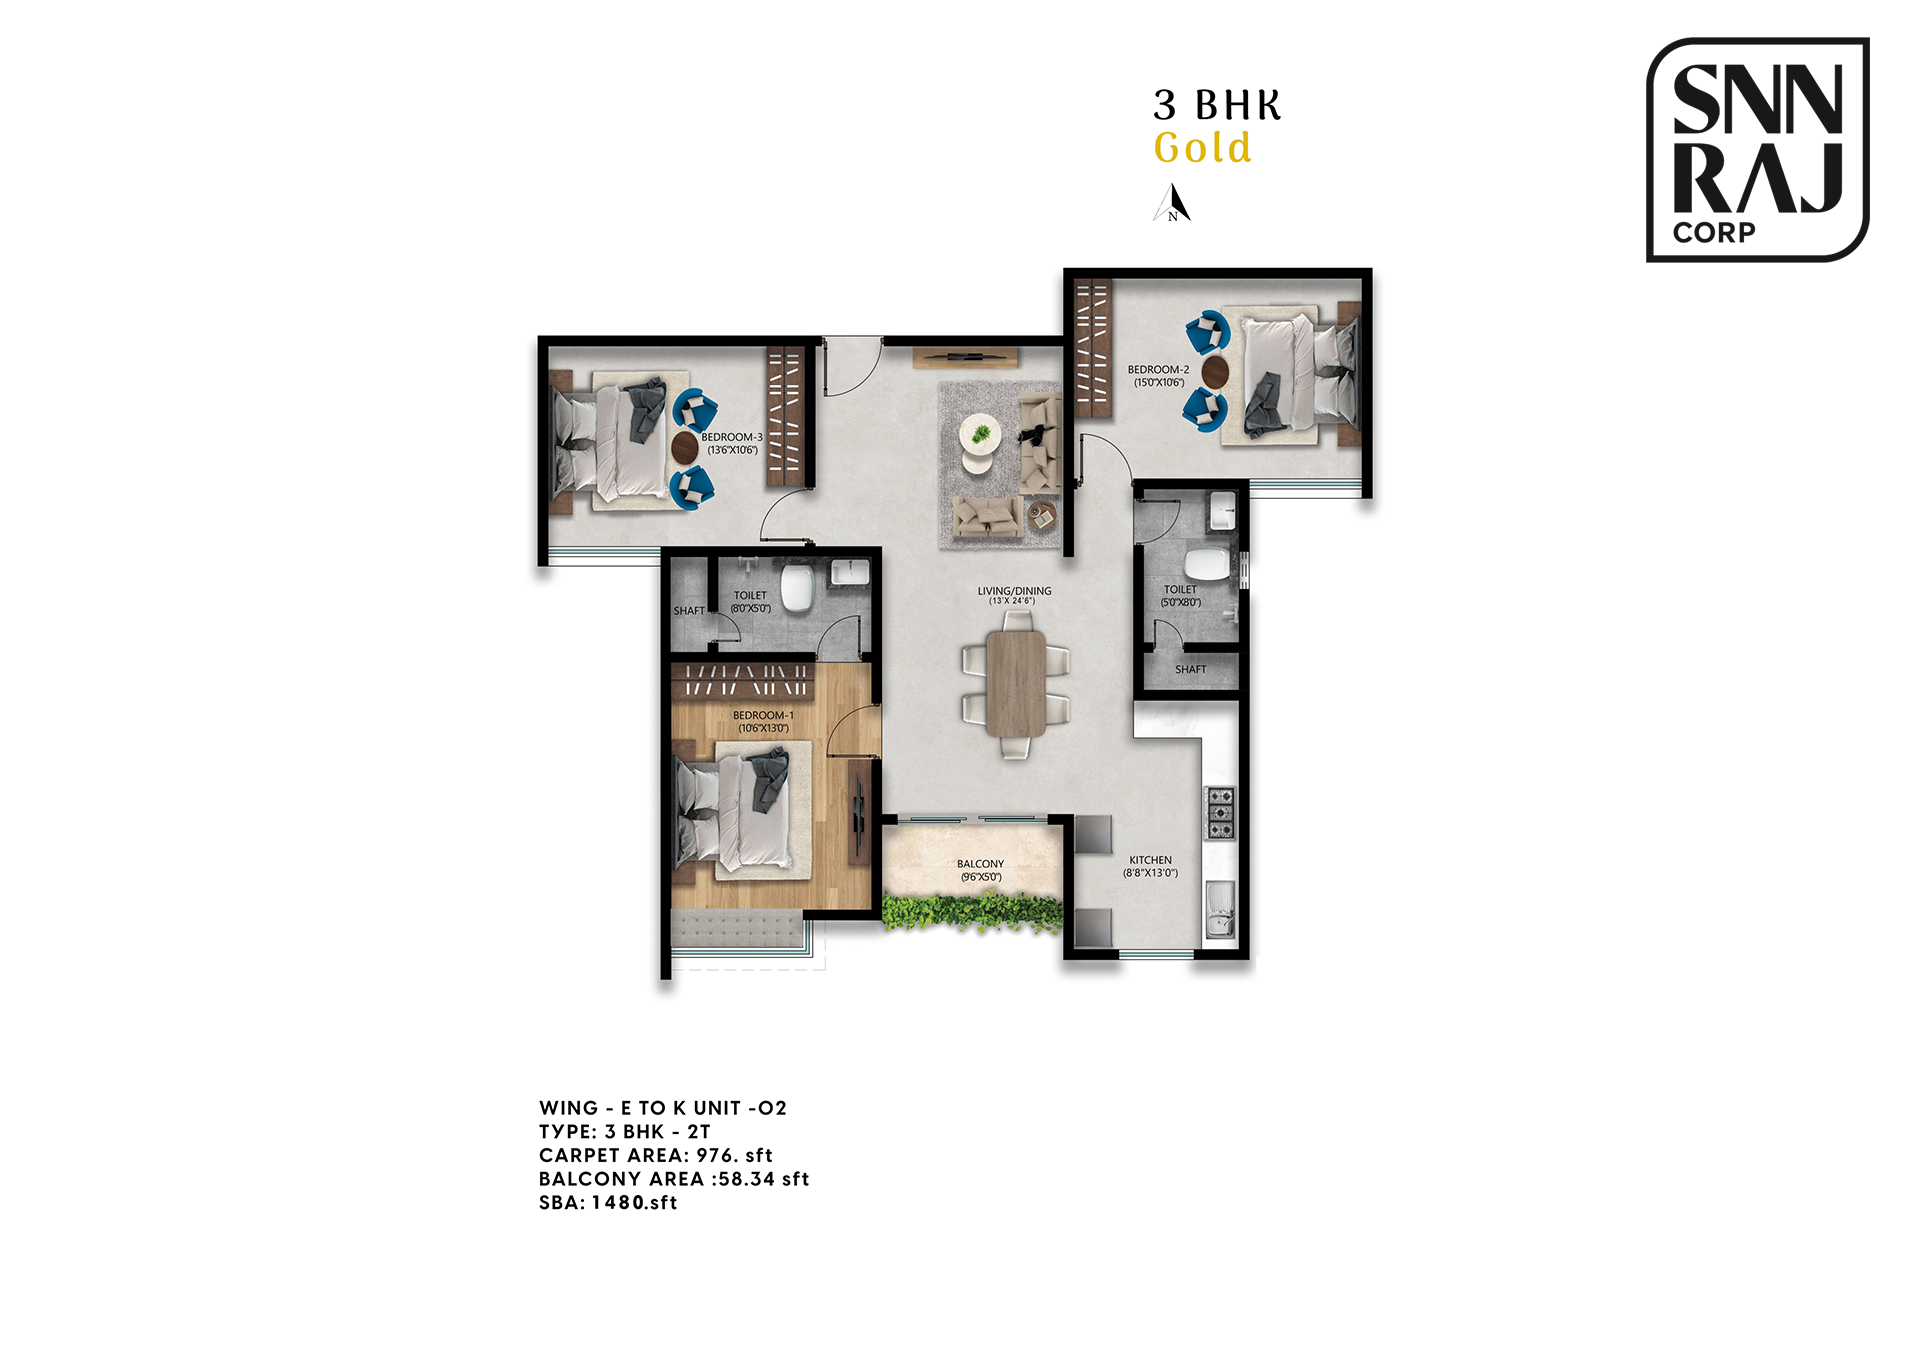 3 BHK
Gold
N
SNN
RAJ
CORP
BEDROOM-2
(15'0"X10'6")
BEDROOM-3
(13'6"X10'6")
LIVING/DINING
(13'X 24'6")
TOILET
(8'0"X5'0")
SHAFT
TOILET
(5'0"X8'0")
SHAFT
BEDROOM-1
(10'6"X13'0")
BALCONY
(9'6"X5'0")
KITCHEN
(8'8"X13'0")
WING - E TO K UNIT -O2
TYPE: 3 BHK - 2T
CARPET AREA: 976. sft
BALCONY AREA :58.34 sft
SBA: 1480.sft